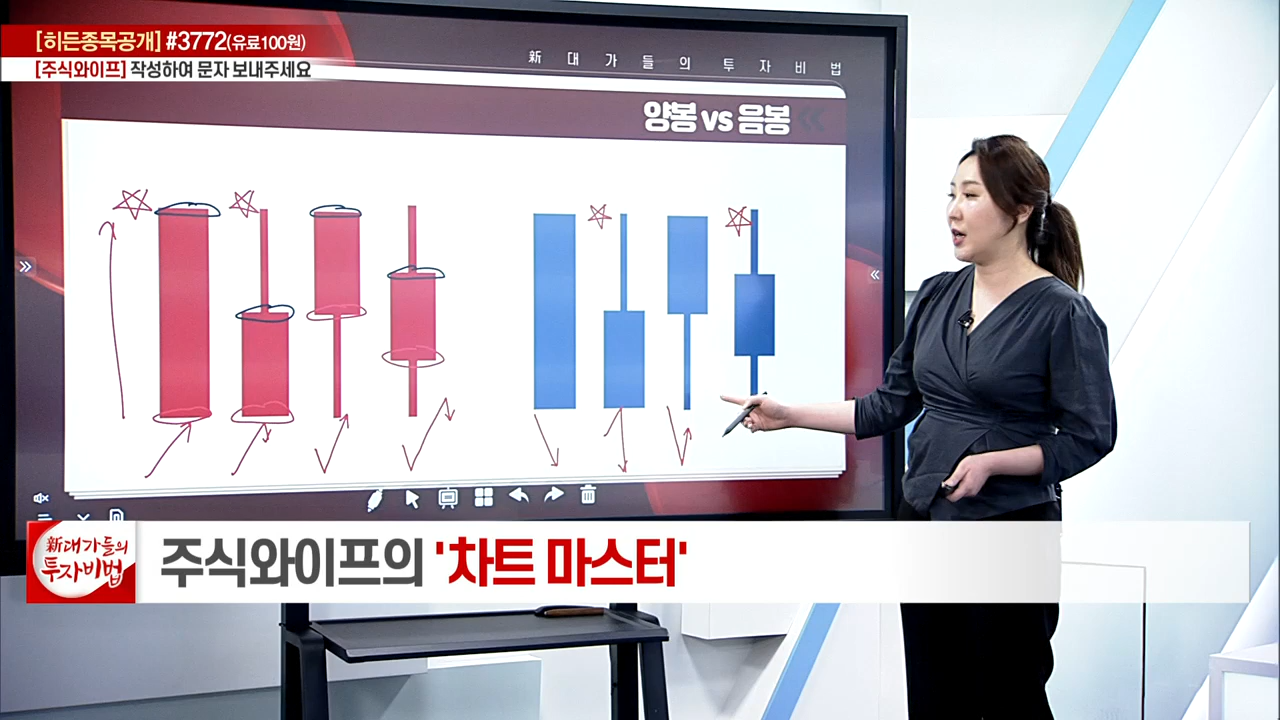 [히든종목공개] #3772(유료100원)
[주식와이프] 작성하여 문자 보내주세요
新 대 가 들 의 투 자 비 법
양봉 vs 음봉
新대가들의
투자비법
주식와이프의 '차트 마스터'